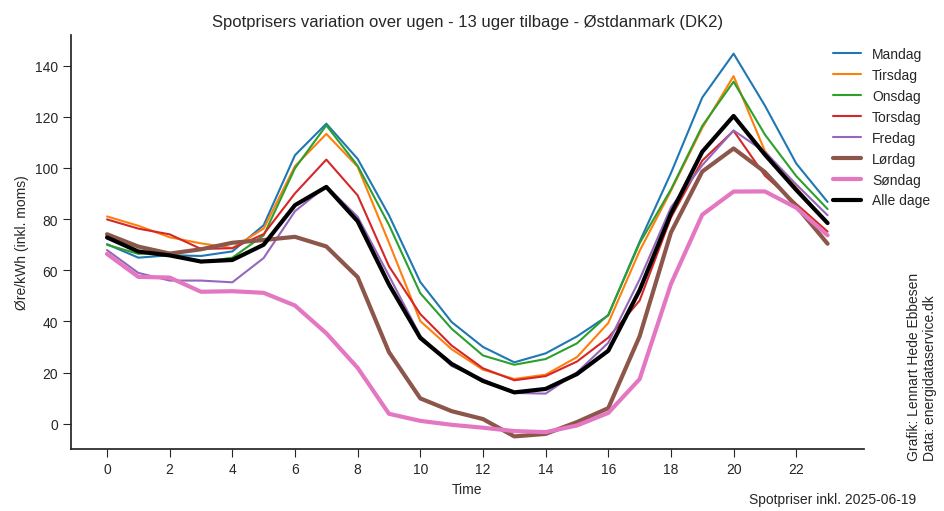 Spotprisers variation over ugen - 13 uger tilbage - Østdanmark (DK2)
Øre/kWh (inkl. moms)
140
120
100
80
60
40
20
0
0 2 4 6 8 10 12 14 16 18 20 22
Time
Mandag
Tirsdag
Onsdag
Torsdag
Fredag
Lørdag
Søndag
Alle dage
Grafik: Lennart Hede Ebbesen
Data: energidataservice.dk
Spotpriser inkl. 2025-06-19